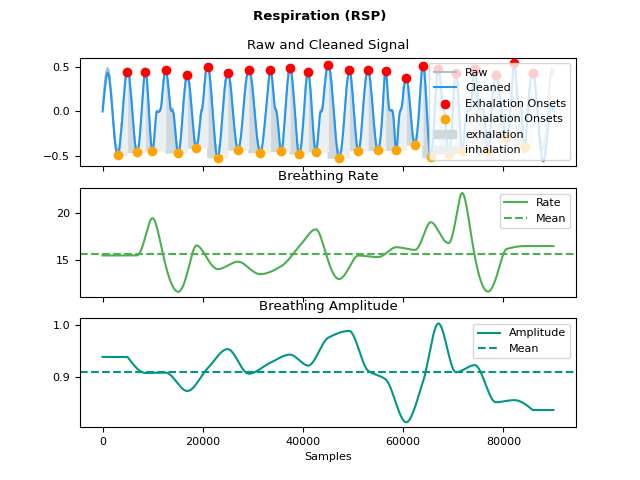 Respiration (RSP)
Raw and Cleaned Signal
0.5
0.0
−0.5
Raw
Cleaned
Exhalation Onsets
Inhalation Onsets
exhalation
inhalation
Breathing Rate
20
15
Rate
Mean
Breathing Amplitude
1.0
0.9
Amplitude
Mean
0
20000
40000
60000
80000
Samples